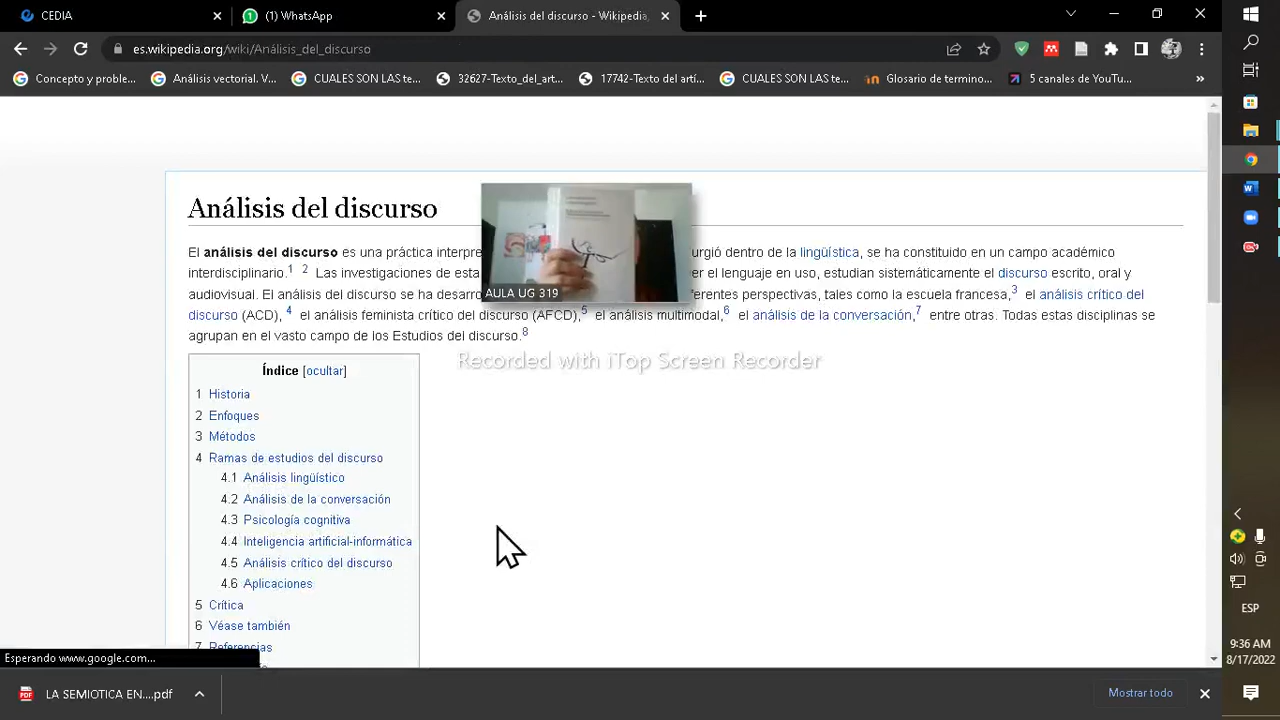 CEDIA
(1) WhatsApp
Análisis del discurso - Wikipedia,
es.wikipedia.org/wiki/Análisis_del_discurso
Concepto y proble...
Análisis vectorial. V...
CUALES SON LAS te...
32627-Texto_del_art...
17742-Texto del artí...
CUALES SON LAS te...
Glosario de termino...
5 canales de YouTu...
Análisis del discurso
El análisis del discurso es una práctica interpre
surgió dentro de la lingüística, se ha constituido en un campo académico
interdisciplinario.1 2 Las investigaciones de esta
er el lenguaje en uso, estudian sistemáticamente el discurso escrito, oral y
audiovisual. El análisis del discurso se ha desarro
ferentes perspectivas, tales como la escuela francesa,3 el análisis crítico del
discurso (ACD), 4 el análisis feminista crítico del discurso (AFCD),5 el análisis multimodal,6 el análisis de la conversación,7 entre otras. Todas estas disciplinas se
agrupan en el vasto campo de los Estudios del discurso.8
AULA UG 319
Recorded with iTop Screen Recorder
Índice [ocultar]
1 Historia
2 Enfoques
3 Métodos
4 Ramas de estudios del discurso
4.1 Análisis lingüístico
4.2 Análisis de la conversación
4.3 Psicología cognitiva
4.4 Inteligencia artificial-informática
4.5 Análisis crítico del discurso
4.6 Aplicaciones
5 Crítica
6 Véase también
7 Referencias
Esperando www.google.com...
LA SEMIOTICA EN....pdf
Mostrar todo
ESP
9:36 AM
8/17/2022